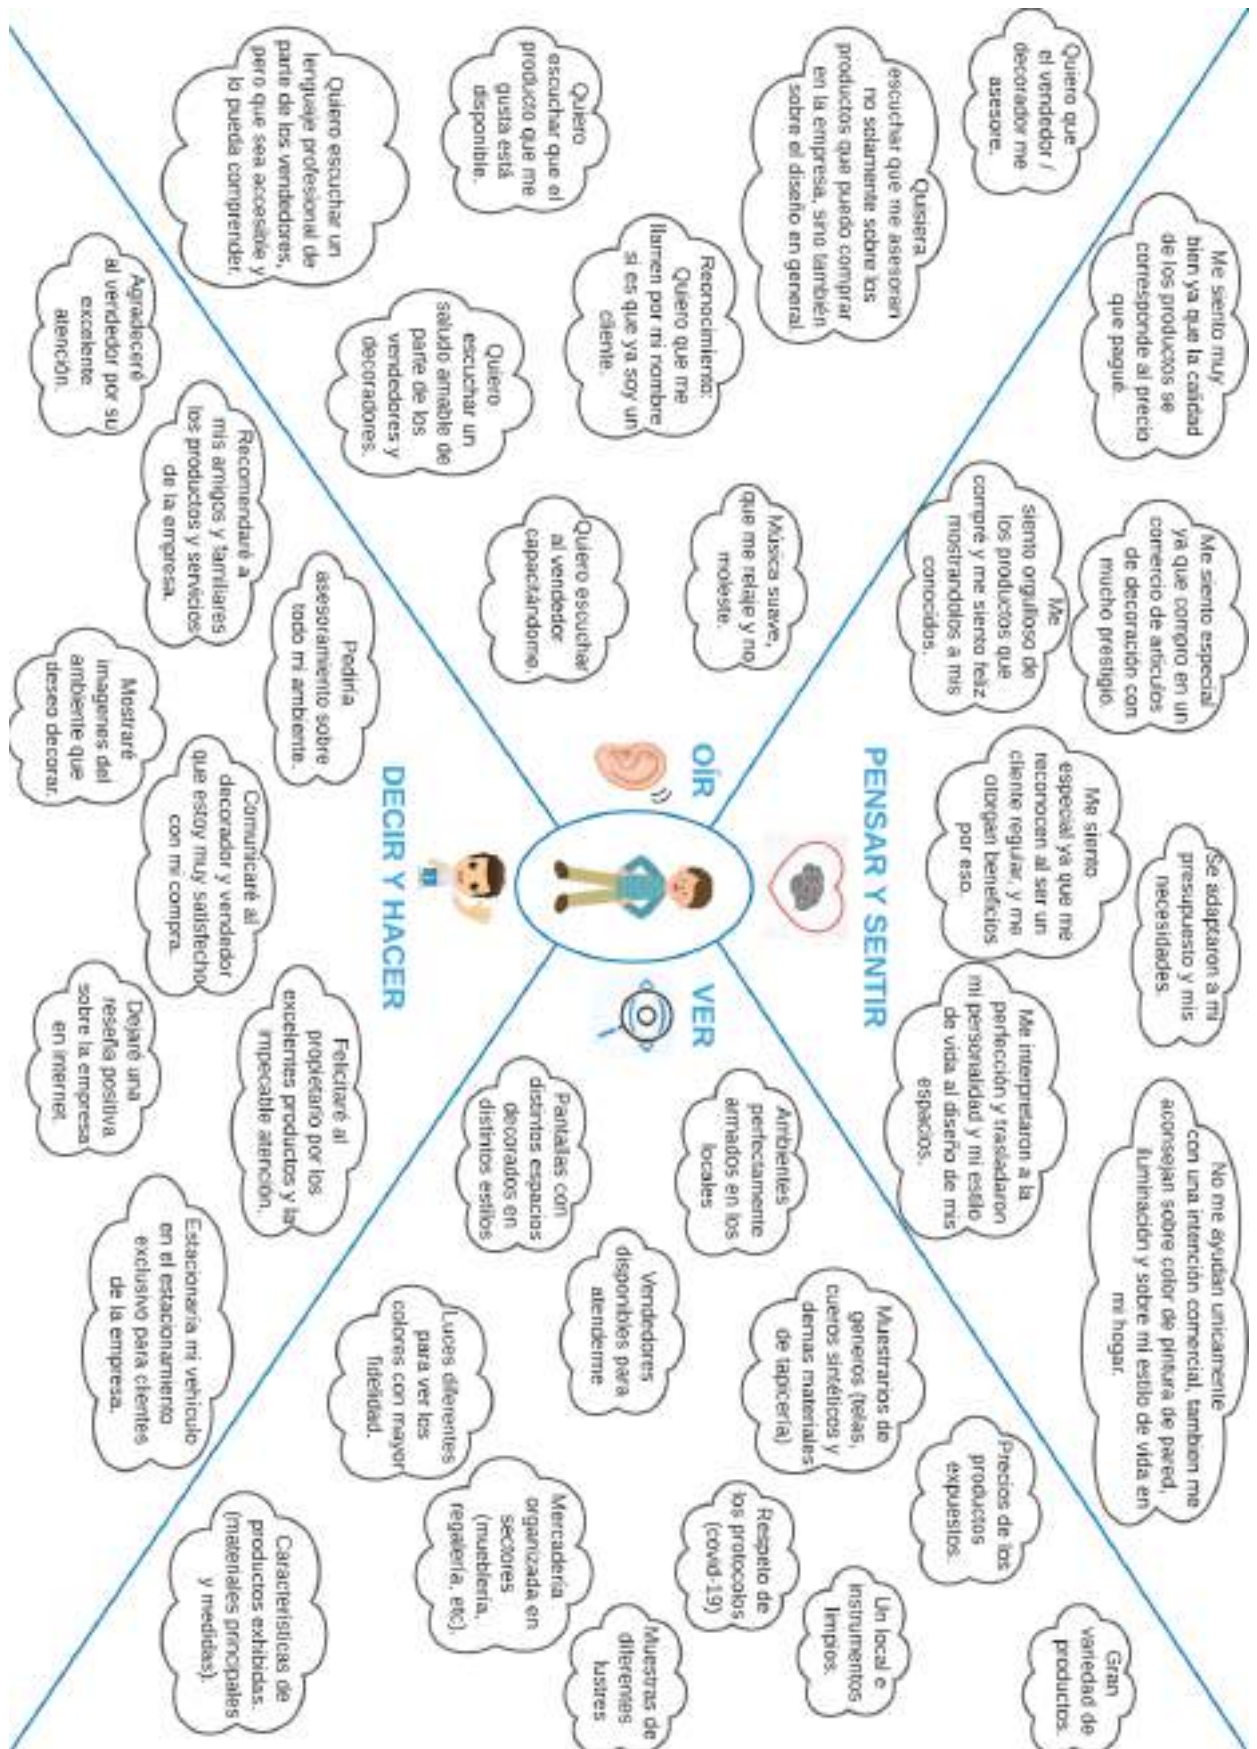 Me siento muy
bien ya que la calidad
de los productos se
corresponde al precio
que pagué.
Me siento especial
ya que compro en un
comercio de artículos
de decoración con
mucho prestigio.
Se adaptaron a mi
presupuesto y mis
necesidades.
No me ayudan unicamente
con una intención comercial, tambien me
aconsejan sobre color de pintura de pared,
iluminación y sobre mi estilo de vida en
mi hogar.
Me
siento orgulloso de
los productos que
compré y me siento feliz
mostrandolos a mis
conocidos.
Me siento
especial ya que me
reconocen al ser un
cliente regular, y me
otorgan beneficios
por eso.
Me interpretaron a la
perfección y trasladaron
mi personalidad y mi estilo
de vida al diseño de mis
espacios.
PENSAR Y SENTIR
Quiero que
el vendedor /
decorador me
asesore.
Quisiera
escuchar que me asesoran
no solamente sobre los
productos que puedo comprar
en la empresa, sino también
sobre el diseño en general
Reonocimiento:
Quiero que me
llamen por mi nombre
si es que ya soy un
cliente.
Música suave,
que me relaje y no
moleste.
OÍR
Quiero
escuchar que el
producto que me
gusta está
disponible.
Quiero
escuchar un
saludo amable de
parte de los
vendedores y
decoradores.
Quiero escuchar
al vendedor
capacitándome.
Quiero escuchar un
lenguaje profesional de
parte de los vendedores,
pero que sea accesible y
lo pueda comprender.
VER
Gran
variedad de
productos.
Precios de los
productos
expuestos.
Muestrarios de
generos (telas,
cueros sintéticos y
demas materiales
de tapicería)
Un local e
instrumentos
limpios.
Ambientes
perfectamente
armados en los
locales
Respeto de
los protocolos
(covid-19)
Vendedores
disponibles para
atenderme
Muestras de
diferentes
lustres
Pantallas con
distintos espacios
decorados en
distintos estilos
Mercadería
organizada en
sectores
(mueblería,
regalería, etc).
Luces diferentes
para ver los
colores con mayor
fidelidad.
Características de
productos exhibidas.
(materiales principales
y medidas).
DECIR Y HACER
Agradeceré
al vendedor por su
excelente
atención.
Recomendaré a
mis amigos y familiares
los productos y servicios
de la empresa.
Pediría
asesoramiento sobre
todo mi ambiente.
Mostraré
imagenes del
ambiente que
deseo decorar.
Comunicaré al
decorador y vendedor
que estoy muy satisfecho
con mi compra.
Felicitaré al
propietario por los
excelentes productos y la
impecable atención.
Dejaré una
reseña positiva
sobre la empresa
en internet.
Estacionaría mi vehículo
en el estacionamiento
exclusivo para clientes
de la empresa.